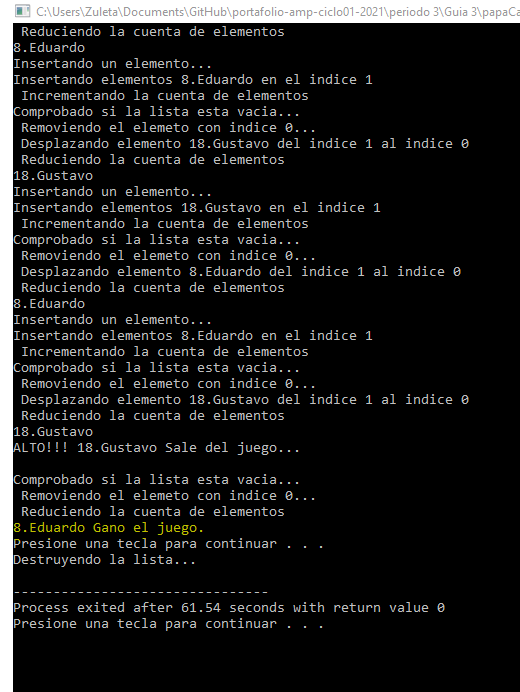 C:\Users\Zuleta\Documents\GitHub\portafolio-amp-ciclo01-2021\periodo 3\Guia 3\papaCa
Reduciendo la cuenta de elementos
8.Eduardo
Insertando un elemento...
Insertando elementos 8.Eduardo en el indice 1
Incrementando la cuenta de elementos
Comprobado si la lista esta vacia...
Removiendo el elemeto con indice 0...
Desplazando elemento 18.Gustavo del indice 1 al indice 0
Reduciendo la cuenta de elementos
18.Gustavo
Insertando un elemento...
Insertando elementos 18.Gustavo en el indice 1
Incrementando la cuenta de elementos
Comprobado si la lista esta vacia...
Removiendo el elemeto con indice 0...
Desplazando elemento 8.Eduardo del indice 1 al indice 0
Reduciendo la cuenta de elementos
8.Eduardo
Insertando un elemento...
Insertando elementos 8.Eduardo en el indice 1
Incrementando la cuenta de elementos
Comprobado si la lista esta vacia...
Removiendo el elemeto con indice 0...
Desplazando elemento 18.Gustavo del indice 1 al indice 0
Reduciendo la cuenta de elementos
18.Gustavo
ALTO!!! 18.Gustavo Sale del juego...
Comprobado si la lista esta vacia...
Removiendo el elemeto con indice 0...
Reduciendo la cuenta de elementos
8.Eduardo Gano el juego.
Presione una tecla para continuar . . .
Destruyendo la lista...
--------------------------------
Process exited after 61.54 seconds with return value 0
Presione una tecla para continuar . . .